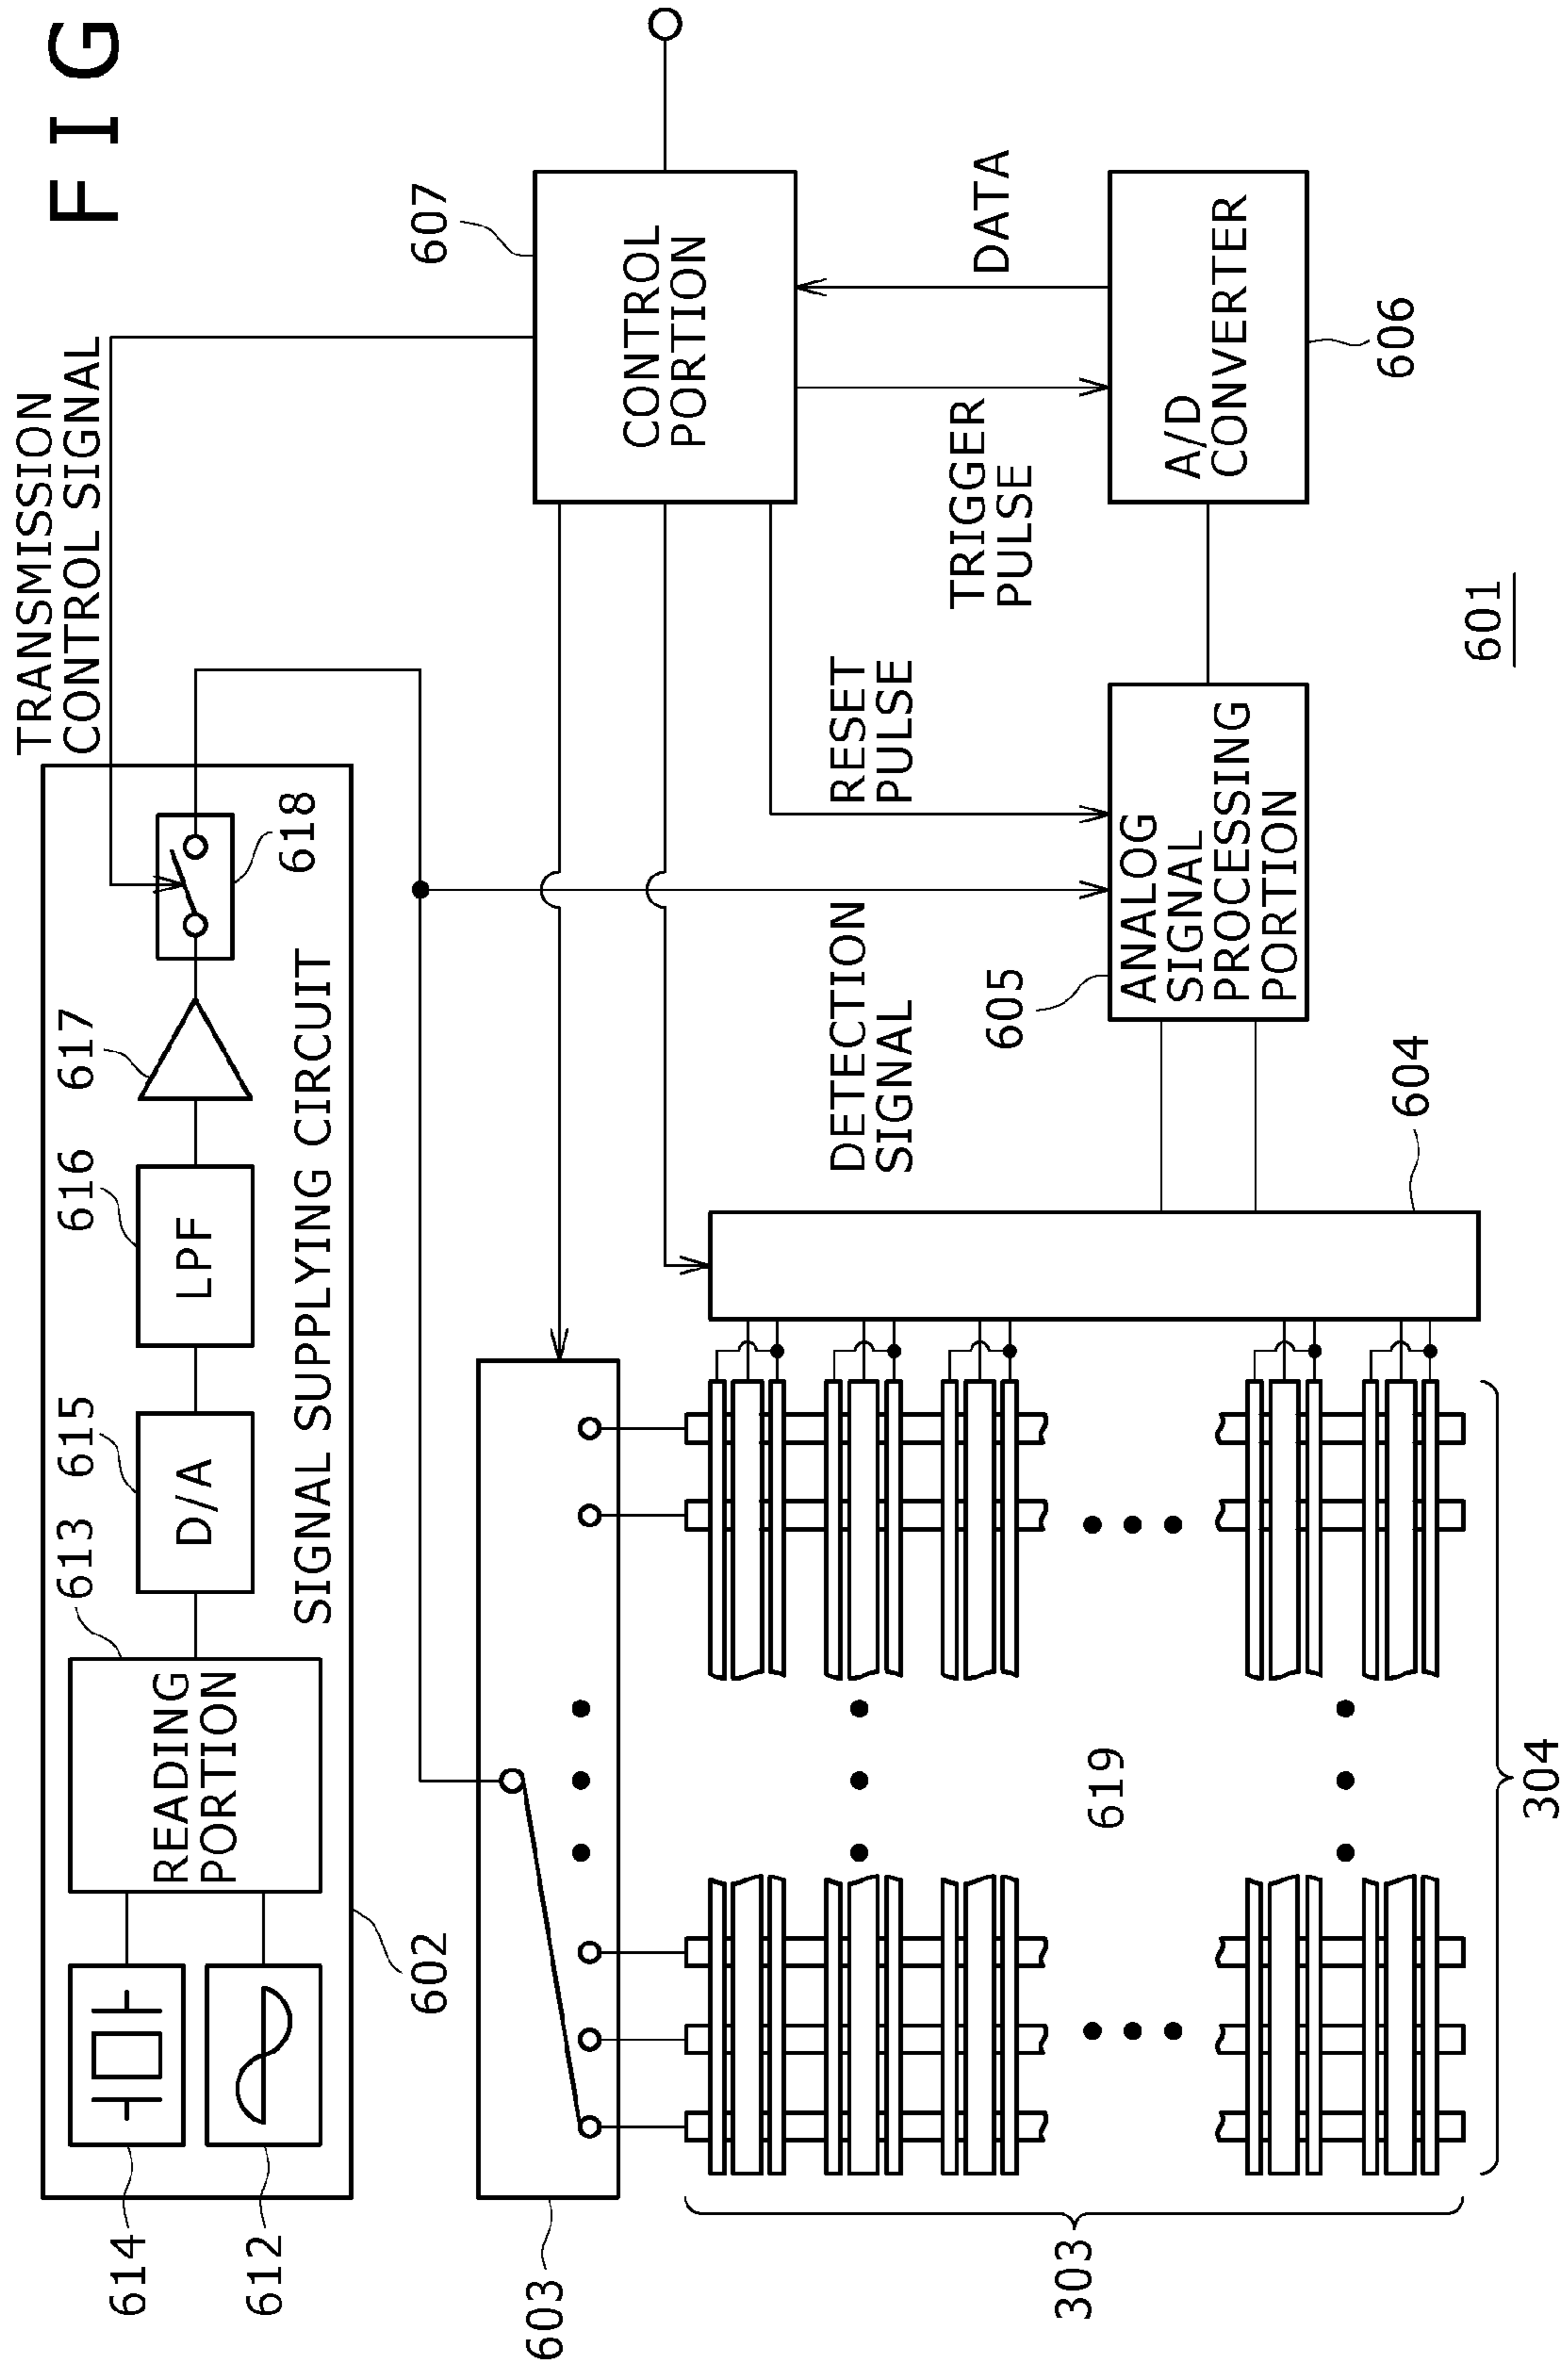 FIG
TRANSMISSION
CONTROL SIGNAL
614
612
613
615
616
617
618
READING
PORTION
D/A
LPF
SIGNAL SUPPLYING CIRCUIT
602
607
CONTROL
PORTION
603
DETECTION
SIGNAL
RESET
PULSE
TRIGGER
PULSE
DATA
605
ANALOG
SIGNAL
PROCESSING
PORTION
A/D
CONVERTER
606
604
619
303
304
601